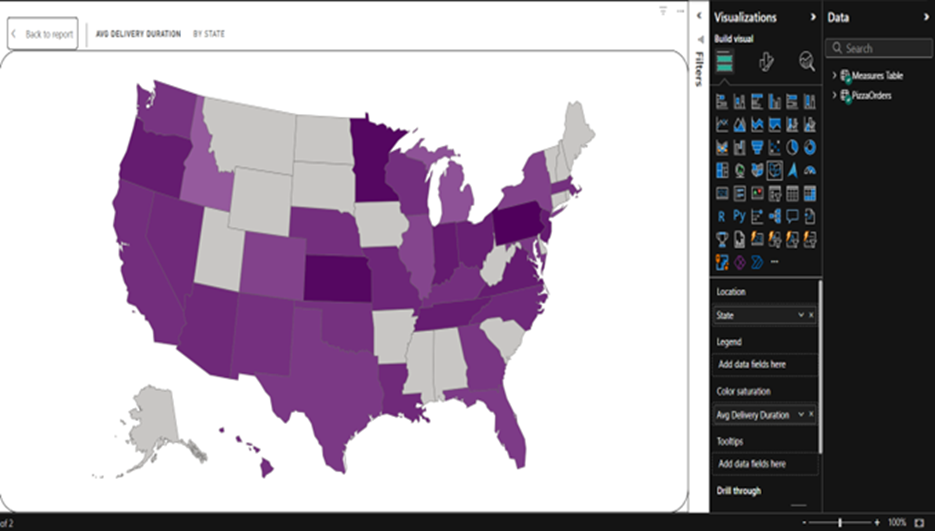 Back to report
AVG DELIVERY DURATION BY STATE
Filters
Visualizations
Build visual
R Py
Location
State
Legend
Add data fields here
Color saturation
Avg Delivery Duration
Tooltips
Add data fields here
Drill through
Data
Search
Measures Table
PizzaOrders
of 2
- + 100%